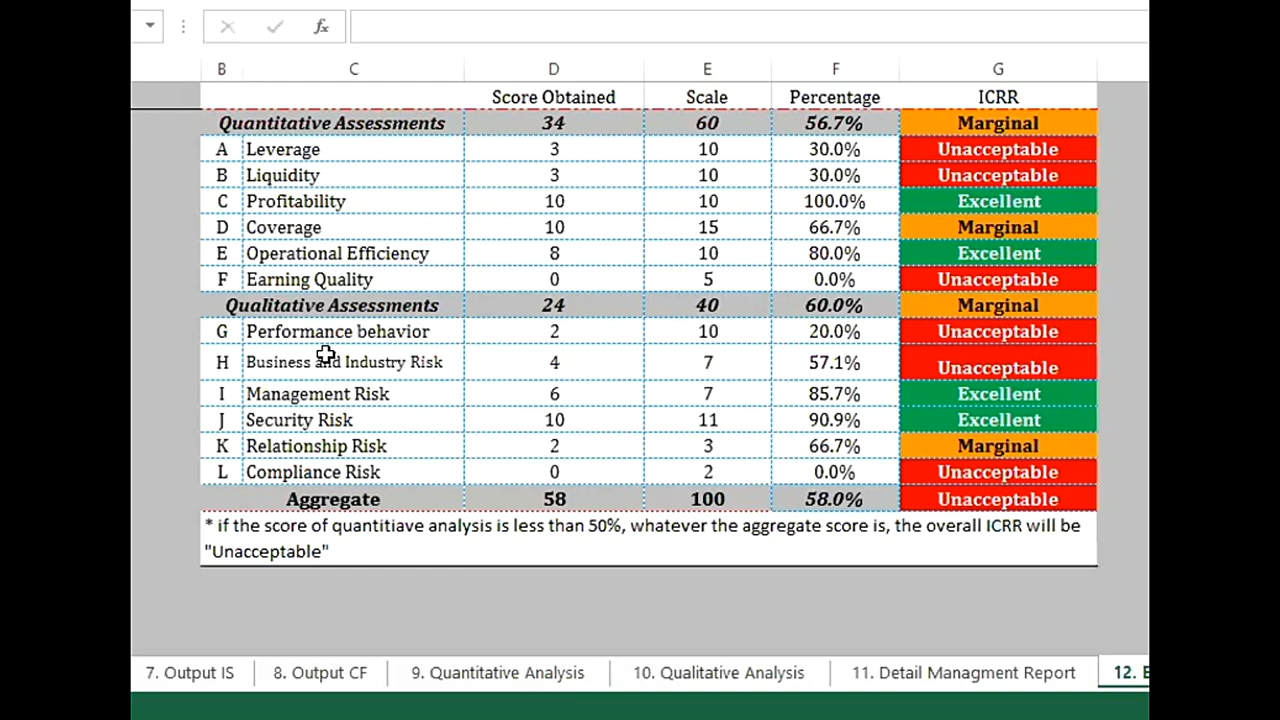 fx
B C D E F G
Score Obtained Scale Percentage ICRR
Quantitative Assessments 34 60 56.7% Marginal
A Leverage 3 10 30.0% Unacceptable
B Liquidity 3 10 30.0% Unacceptable
C Profitability 10 10 100.0% Excellent
D Coverage 10 15 66.7% Marginal
E Operational Efficiency 8 10 80.0% Excellent
F Earning Quality 0 5 0.0% Unacceptable
Qualitative Assessments 24 40 60.0% Marginal
G Performance behavior 2 10 20.0% Unacceptable
H Business and Industry Risk 4 7 57.1% Unacceptable
I Management Risk 6 7 85.7% Excellent
J Security Risk 10 11 90.9% Excellent
K Relationship Risk 2 3 66.7% Marginal
L Compliance Risk 0 2 0.0% Unacceptable
Aggregate 58 100 58.0% Unacceptable
* if the score of quantitiave analysis is less than 50%, whatever the aggregate score is, the overall ICRR will be
"Unacceptable"
7. Output IS 8. Output CF 9. Quantitative Analysis 10. Qualitative Analysis 11. Detail Managment Report 12.